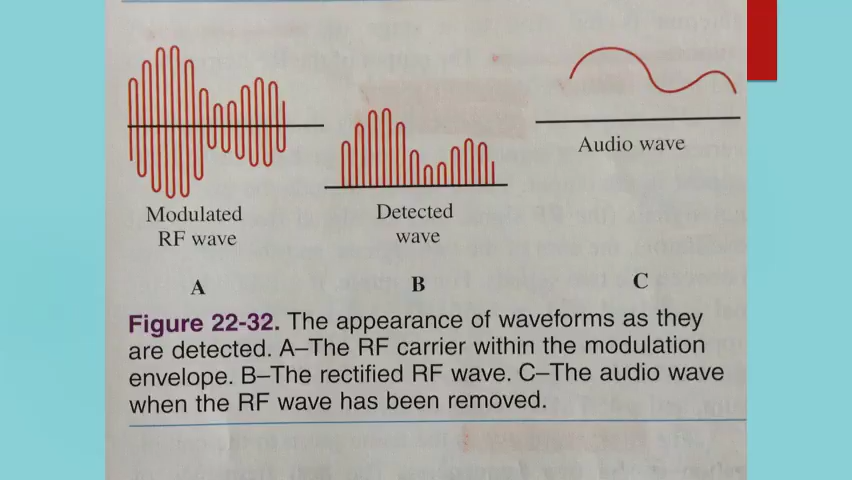 Modulated
RF wave
Detected
wave
Audio wave
A
B
C
Figure 22-32. The appearance of waveforms as they
are detected. A–The RF carrier within the modulation
envelope. B–The rectified RF wave. C–The audio wave
when the RF wave has been removed.